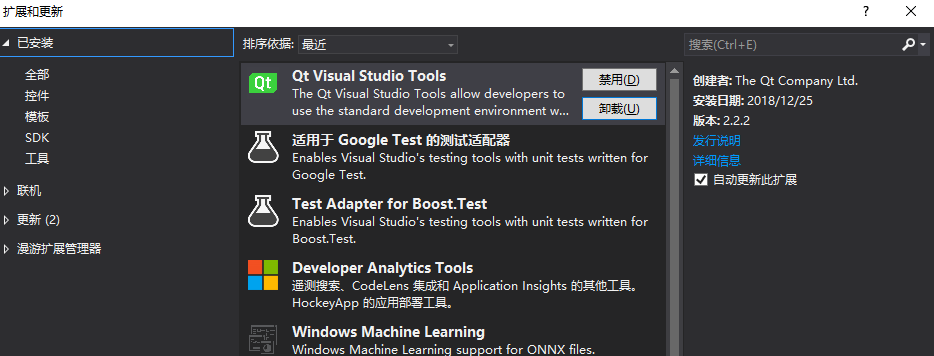 扩展和更新
已安装
全部
控件
模板
SDK
工具
联机
更新 (2)
漫游扩展管理器
排序依据: 最近
Qt
Qt Visual Studio Tools
The Qt Visual Studio Tools allow developers to
use the standard development environment w...
禁用(D)
卸载(U)
适用于 Google Test 的测试适配器
Enables Visual Studio's testing tools with unit tests written for
Google Test.
Test Adapter for Boost.Test
Enables Visual Studio's testing tools with unit tests written for
Boost.Test.
Developer Analytics Tools
遥测搜索、CodeLens 集成和 Application Insights 的其他工具。
HockeyApp 的应用部署工具。
Windows Machine Learning
Windows Machine Learning support for ONNX files.
搜索(Ctrl+E)
创建者: The Qt Company Ltd.
安装日期: 2018/12/25
版本: 2.2.2
发行说明
详细信息
自动更新此扩展